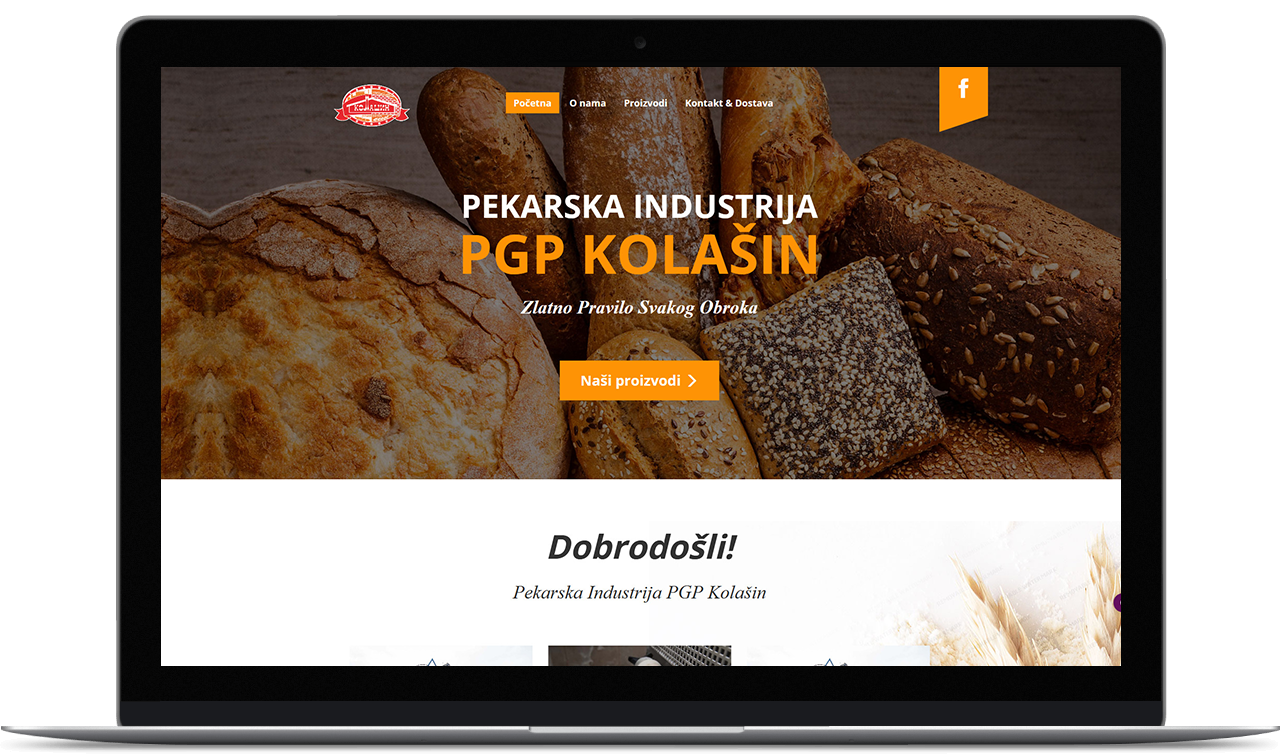 КОЛАШИН
Početna O nama Proizvodi Kontakt & Dostava
f
PEKARSKA INDUSTRIJA
PGP KOLAŠIN
Zlatno Pravilo Svakog Obroka
Naši proizvodi
Dobrodošli!
Pekarska Industrija PGP Kolašin